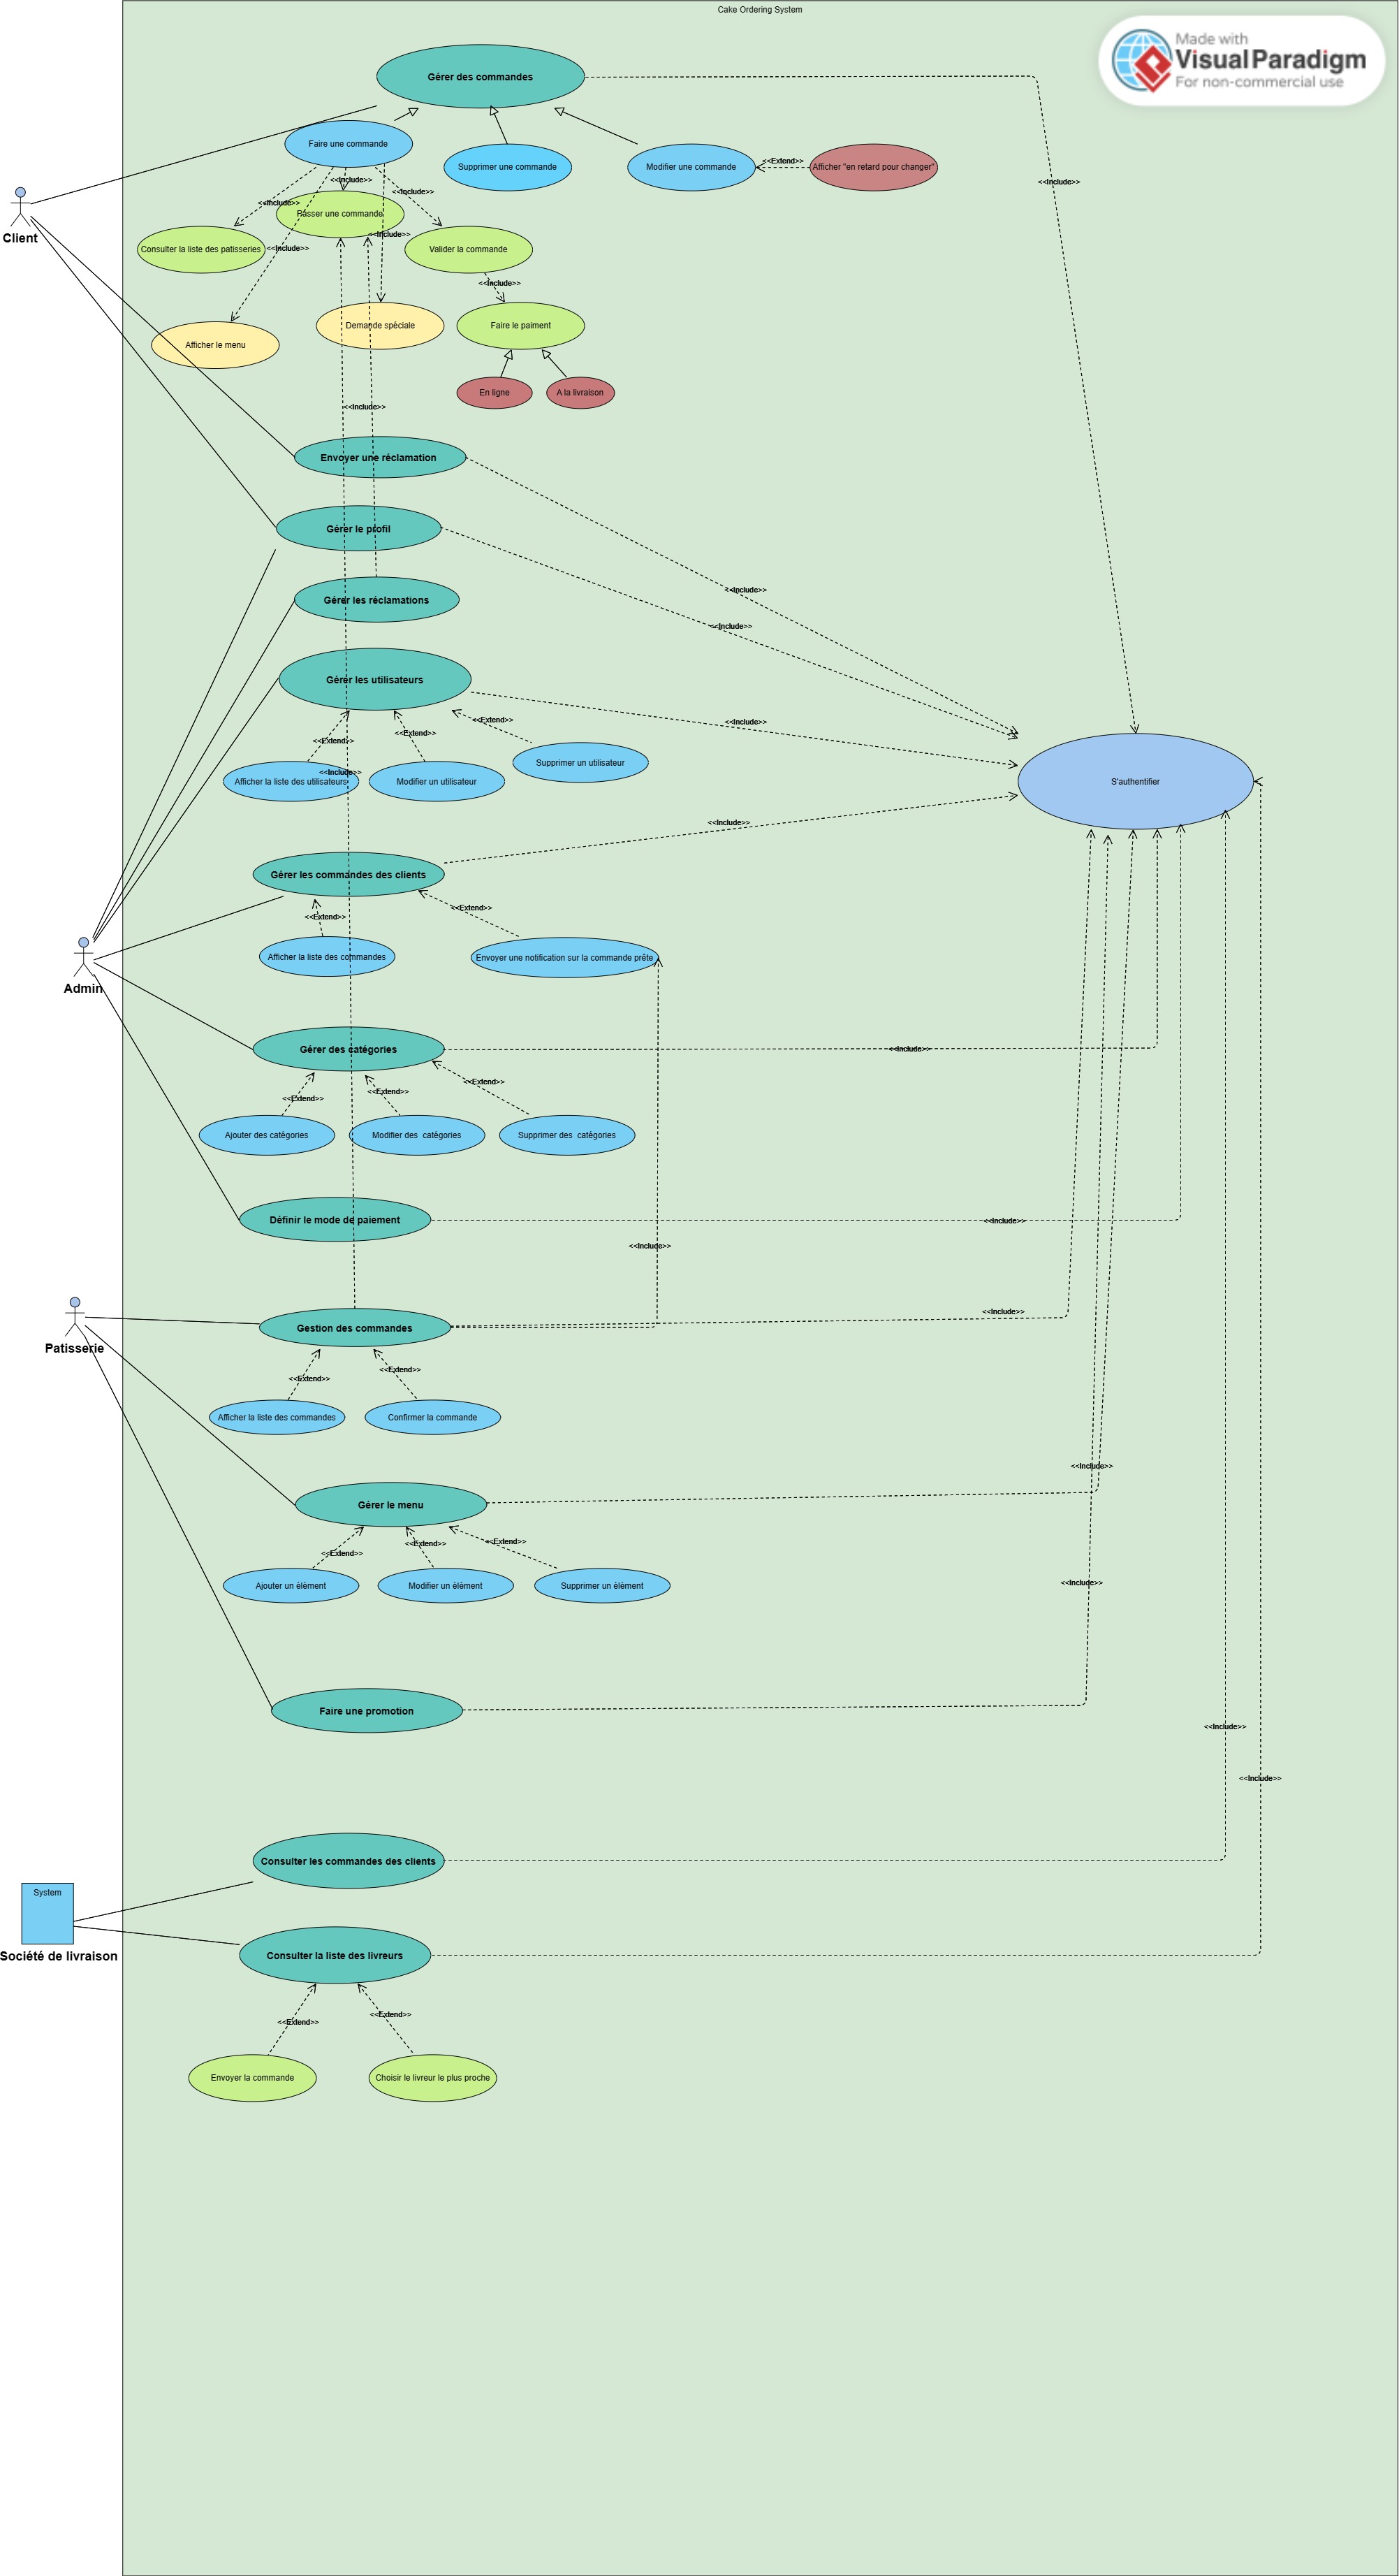 Cake Ordering System
Made with
Visual Paradigm
For non-commercial use
Gérer des commandes
Faire une commande
Supprimer une commande
Modifier une commande
<<Extend>>
Afficher "en retard pour changer"
<<Include>>
<<Include>>
<<Include>>
<<Include>>
Passer une commande
Client
<<Include>>
<<Include>>
Consulter la liste des patisseries
Valider la commande
<<Include>>
Demande spéciale
Faire le paiment
Afficher le menu
En ligne
A la livraison
<<Include>>
Envoyer une réclamation
Gérer le profil
<<Include>>
Gérer les réclamations
<<Include>>
Gérer les utilisateurs
<<Extend>>
<<Include>>
<<Extend>>
<<Extend>>
Supprimer un utilisateur
<<Include>>
Afficher la liste des utilisateurs
Modifier un utilisateur
S'authentifier
<<Include>>
Gérer les commandes des clients
<<Extend>>
<<Extend>>
Afficher la liste des commandes
Envoyer une notification sur la commande prête
Admin
Gérer des catégories
<<Include>>
<<Extend>>
<<Extend>>
<<Extend>>
Ajouter des catégories
Modifier des catégories
Supprimer des catégories
Définir le mode de paiement
<<Include>>
<<Include>>
<<Include>>
Gestion des commandes
Patisserie
<<Extend>>
<<Extend>>
Afficher la liste des commandes
Confirmer la commande
<<Include>>
Gérer le menu
<<Extend>>
<<Extend>>
<<Extend>>
<<Include>>
Ajouter un élèment
Modifier un élèment
Supprimer un élèment
Faire une promotion
<<Include>>
<<Include>>
Consulter les commandes des clients
System
Société de livraison
Consulter la liste des livreurs
<<Extend>>
<<Extend>>
Envoyer la commande
Choisir le livreur le plus proche